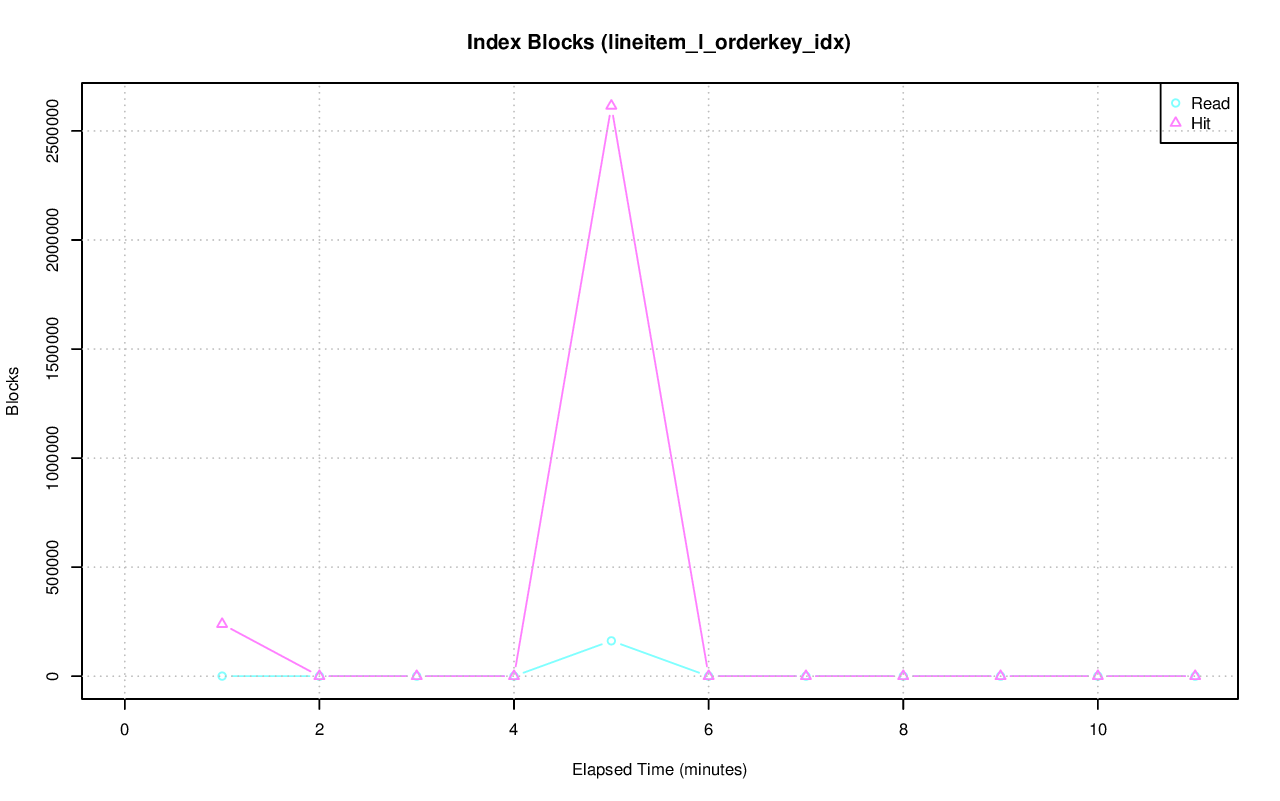 Index Blocks (lineitem_l_orderkey_idx)
Read
Hit
2500000
2000000
1500000
1000000
500000
0
Blocks
0 2 4 6 8 10
Elapsed Time (minutes)